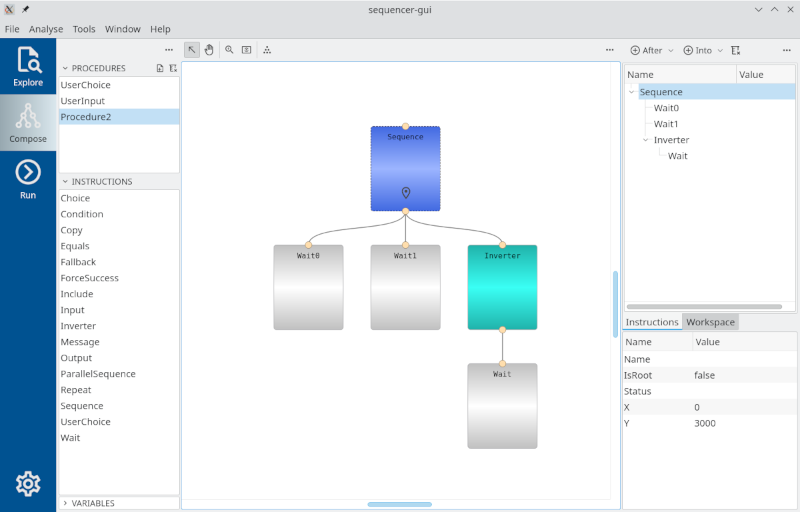 sequencer-gui
File Analyse Tools Window Help
Explore
Compose
Run
PROCEDURES
UserChoice
UserInput
Procedure2
INSTRUCTIONS
Choice
Condition
Copy
Equals
Fallback
ForceSuccess
Include
Input
Inverter
Message
Output
ParallelSequence
Repeat
Sequence
UserChoice
Wait
VARIABLES
Sequence
Wait0 Wait1 Inverter
Wait
After Into
Name Value
Sequence
Wait0
Wait1
Inverter
Wait
Instructions Workspace
Name Value
Name
IsRoot false
Status
X 0
Y 3000